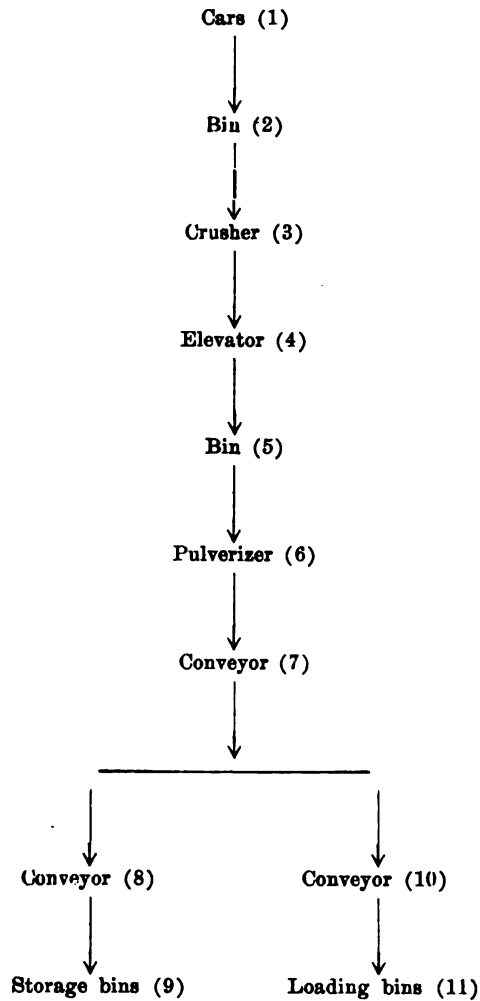 Cars (1)
Bin (2)
Crusher (3)
Elevator (4)
Bin (5)
Pulverizer (6)
Conveyor (7)
Conveyor (8) Conveyor (10)
Storage bins (9) Loading bins (11)